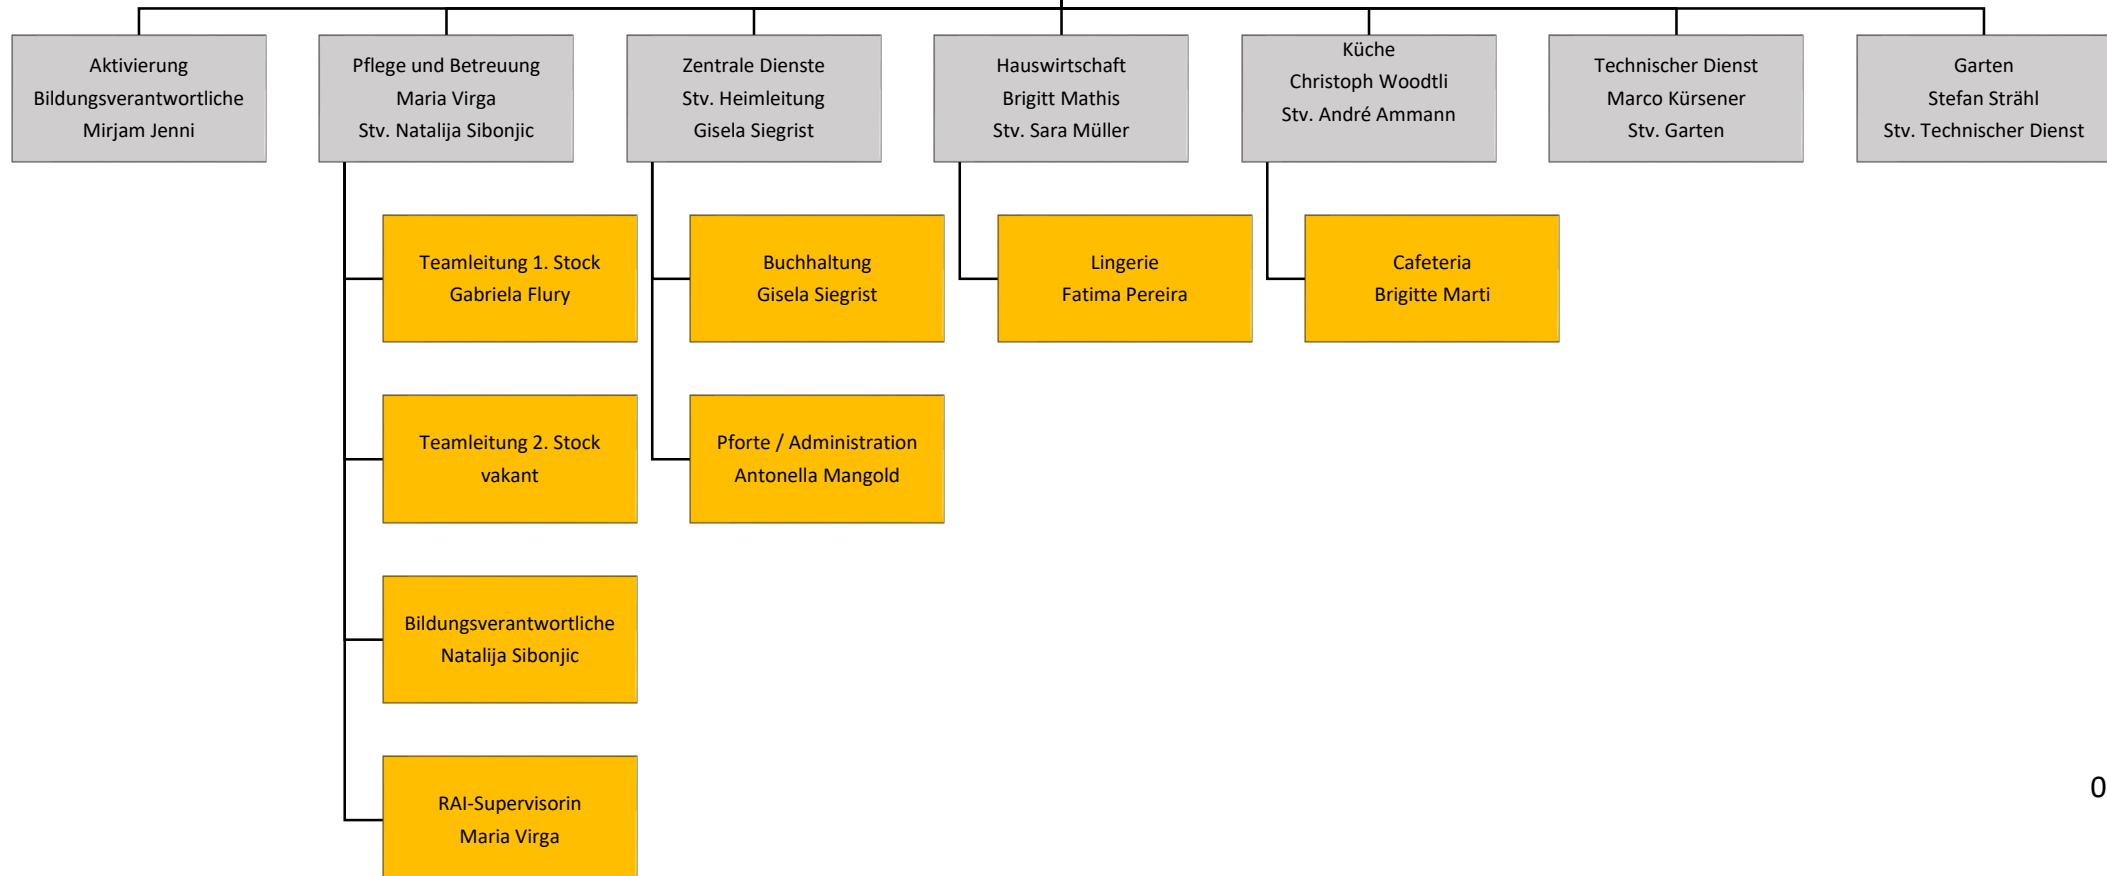 Aktivierung
Bildungsverantwortliche
Mirjam Jenni
Pflege und Betreuung
Maria Virga
Stv. Natalija Sibonjic
Zentrale Dienste
Stv. Heimleitung
Gisela Siegrist
Hauswirtschaft
Brigitt Mathis
Stv. Sara Müller
Küche
Christoph Woodtli
Stv. André Ammann
Technischer Dienst
Marco Kürsener
Stv. Garten
Garten
Stefan Strähl
Stv. Technischer Dienst
Teamleitung 1. Stock
Gabriela Flury
Buchhaltung
Gisela Siegrist
Lingerie
Fatima Pereira
Cafeteria
Brigitte Marti
Teamleitung 2. Stock
vakant
Pforte / Administration
Antonella Mangold
Bildungsverantwortliche
Natalija Sibonjic
RAI-Supervisorin
Maria Virga
0